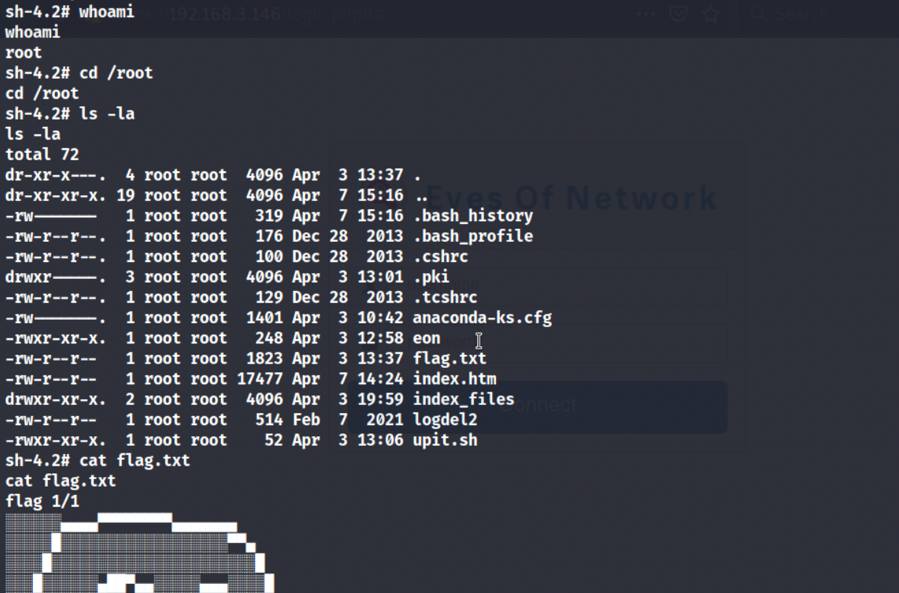 192.168.3.146
Search
sh-4.2# whoami
whoami
root
sh-4.2# cd /root
cd /root
sh-4.2# ls -la
ls -la
total 72
dr-xr-x---.  4 root root  4096 Apr  3 13:37 .
dr-xr-xr-x. 19 root root  4096 Apr  7 15:16 ..
-rw-------   1 root root   319 Apr  7 15:16 .bash_history
-rw-r--r--.  1 root root   176 Dec 28  2013 .bash_profile
-rw-r--r--.  1 root root   100 Dec 28  2013 .cshrc
drwxr-----.  3 root root  4096 Apr  3 13:01 .pki
-rw-r--r--.  1 root root   129 Dec 28  2013 .tcshrc
-rw-------   1 root root  1401 Apr  3 10:42 anaconda-ks.cfg
-rwxr-xr-x.  1 root root   248 Apr  3 12:58 eon
-rw-r--r--   1 root root  1823 Apr  3 13:37 flag.txt
-rw-r--r--   1 root root 17477 Apr  7 14:24 index.htm
drwxr-xr-x.  2 root root  4096 Apr  3 19:59 index_files
-rw-r--r--   1 root root   514 Feb  7  2021 logdel2
-rwxr-xr-x.  1 root root    52 Apr  3 13:06 upit.sh
sh-4.2# cat flag.txt
cat flag.txt
flag 1/1
Eyes Of Network